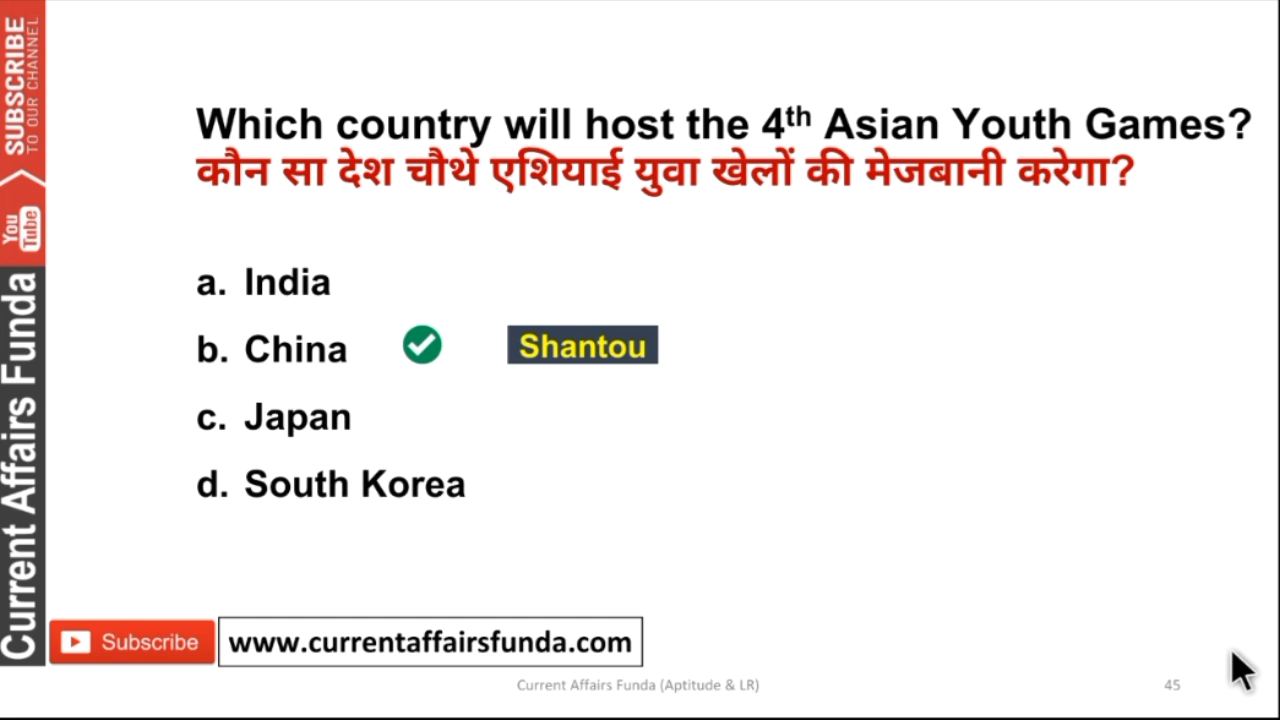 Which country will host the 4th Asian Youth Games?
कौन सा देश चौथे एशियाई युवा खेलों की मेजबानी करेगा?
a. India
b. China Shantou
c. Japan
d. South Korea
SUBSCRIBE
TO OUR CHANNEL
You Tube
Current Affairs Funda
Subscribe www.currentaffairsfunda.com
Current Affairs Funda (Aptitude & LR) 45